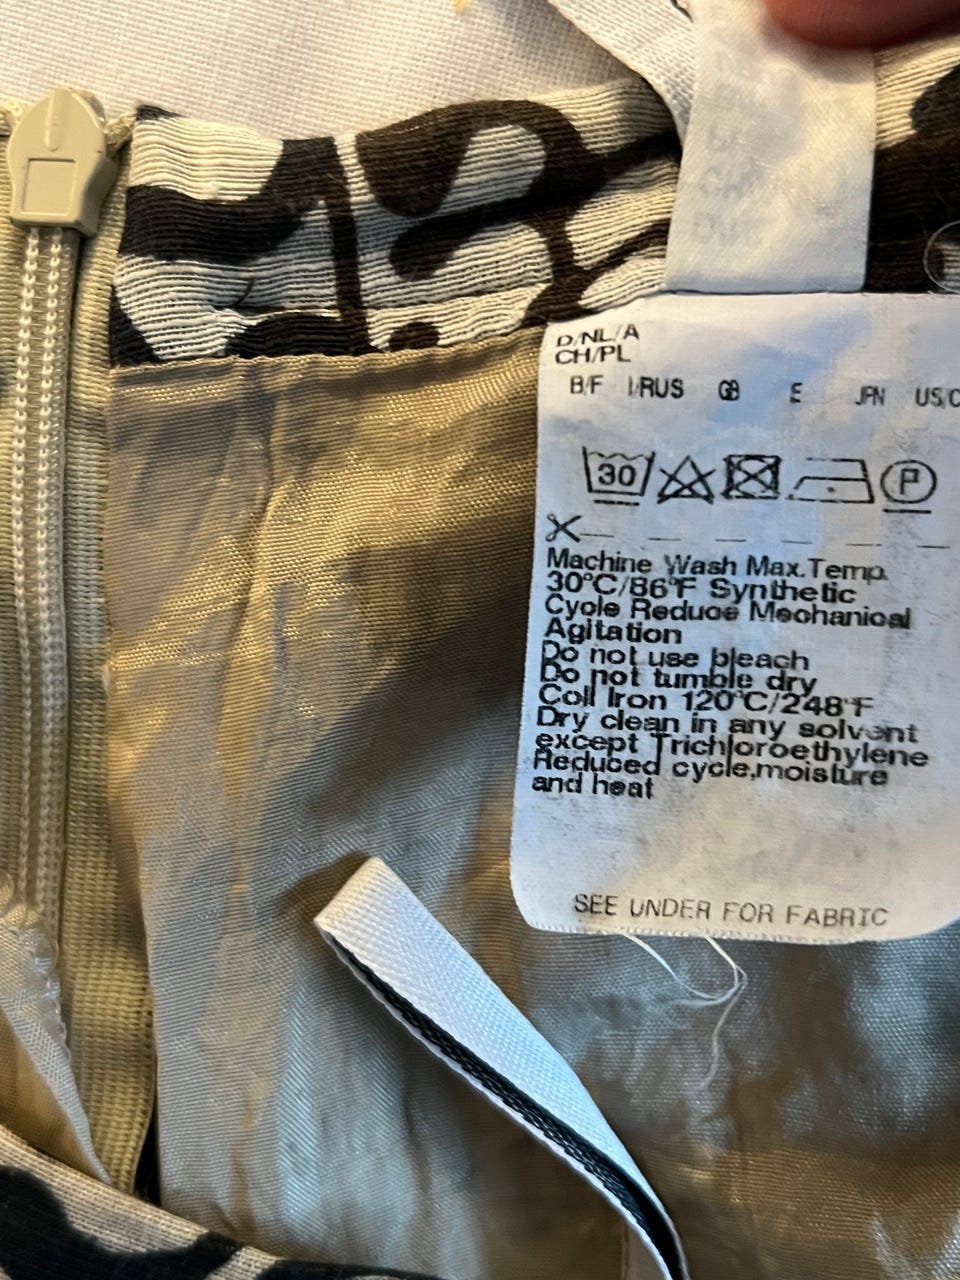 D/NL/A
CH/PL
B/F I/RUS GB E JPN US/C
30 P
Machine Wash Max.Temp.
30°C/86°F Synthetic
Cycle Reduce Mechanical
Agitation
Do not use bleach
Do not tumble dry
Coll Iron 120°C/248°F
Dry clean in any solvent
except Trichloroethylene
Reduced cycle,moisture
and heat
SEE UNDER FOR FABRIC